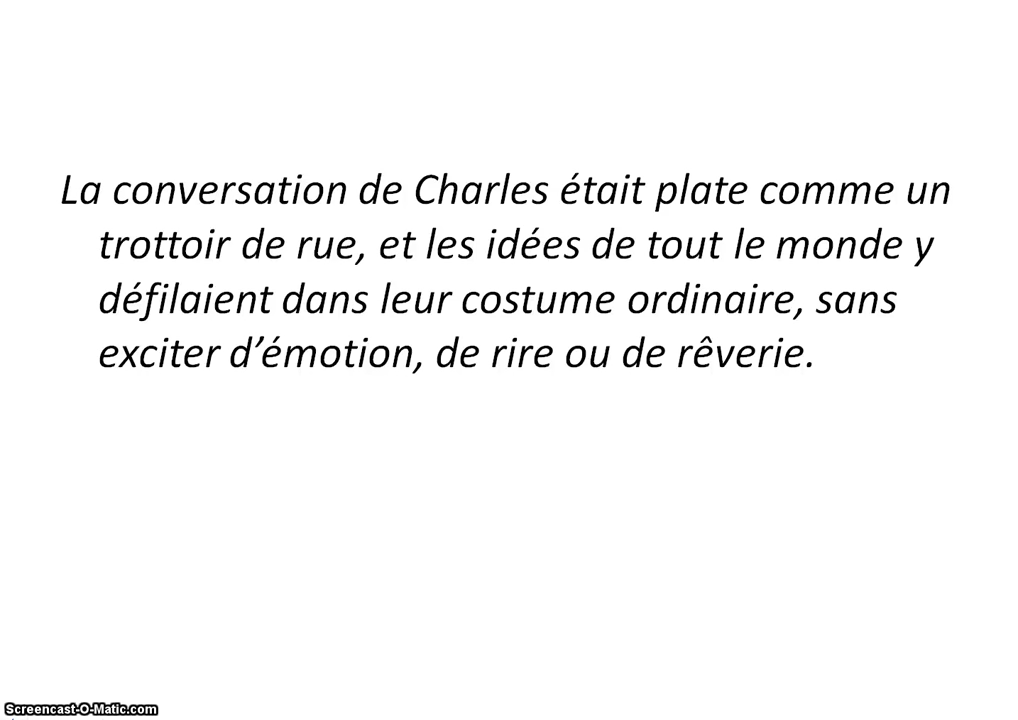 La conversation de Charles était plate comme un
trottoir de rue, et les idées de tout le monde y
défilaient dans leur costume ordinaire, sans
exciter d’émotion, de rire ou de rêverie.
Screencast-O-Matic.com